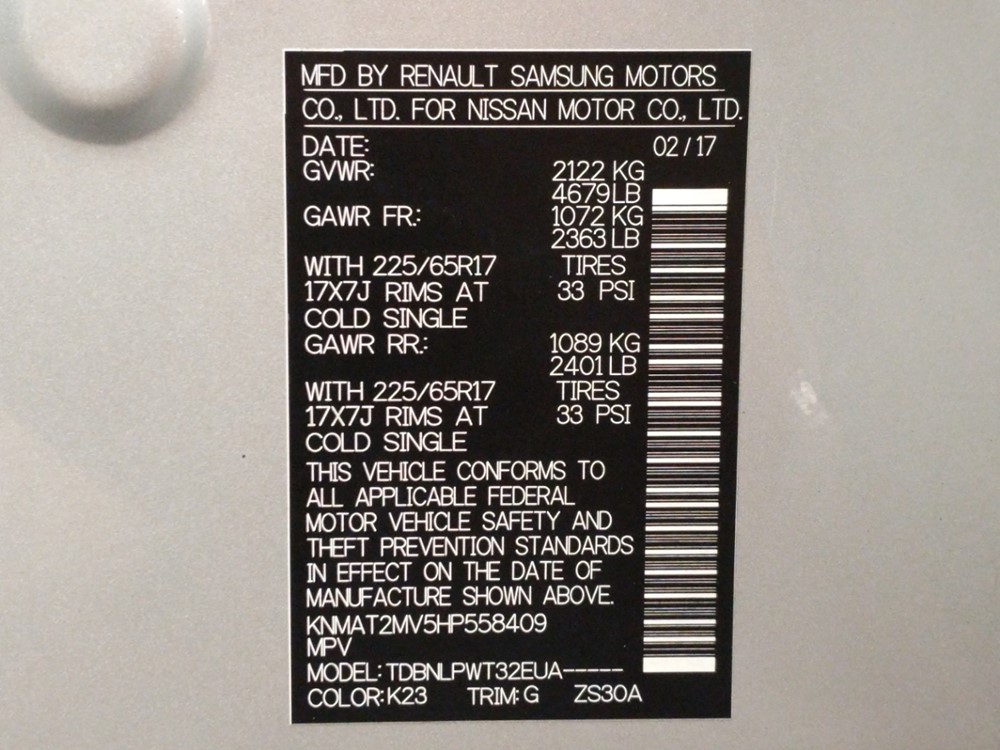 MFD BY RENAULT SAMSUNG MOTORS
CO., LTD. FOR NISSAN MOTOR CO., LTD.
DATE: 02 / 17
GVWR: 2122 KG
4679 LB
GAWR FR.: 1072 KG
2363 LB
WITH 225/65R17 TIRES
17X7J RIMS AT 33 PSI
COLD SINGLE
GAWR RR.: 1089 KG
2401 LB
WITH 225/65R17 TIRES
17X7J RIMS AT 33 PSI
COLD SINGLE
THIS VEHICLE CONFORMS TO
ALL APPLICABLE FEDERAL
MOTOR VEHICLE SAFETY AND
THEFT PREVENTION STANDARDS
IN EFFECT ON THE DATE OF
MANUFACTURE SHOWN ABOVE.
KNMAT2MV5HP558409
MPV
MODEL: TDBNLPWT32EUA-----
COLOR: K23 TRIM: G ZS30A